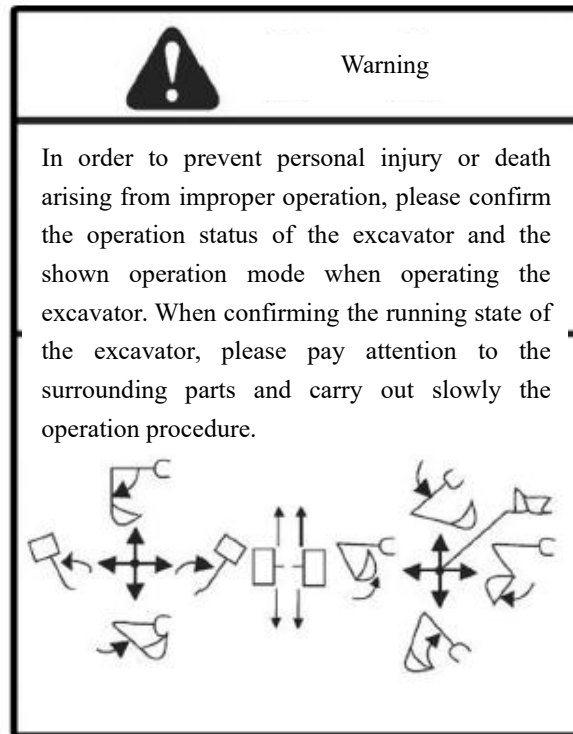 Warning
In order to prevent personal injury or death
arising from improper operation, please confirm
the operation status of the excavator and the
shown operation mode when operating the
excavator. When confirming the running state of
the excavator, please pay attention to the
surrounding parts and carry out slowly the
operation procedure.